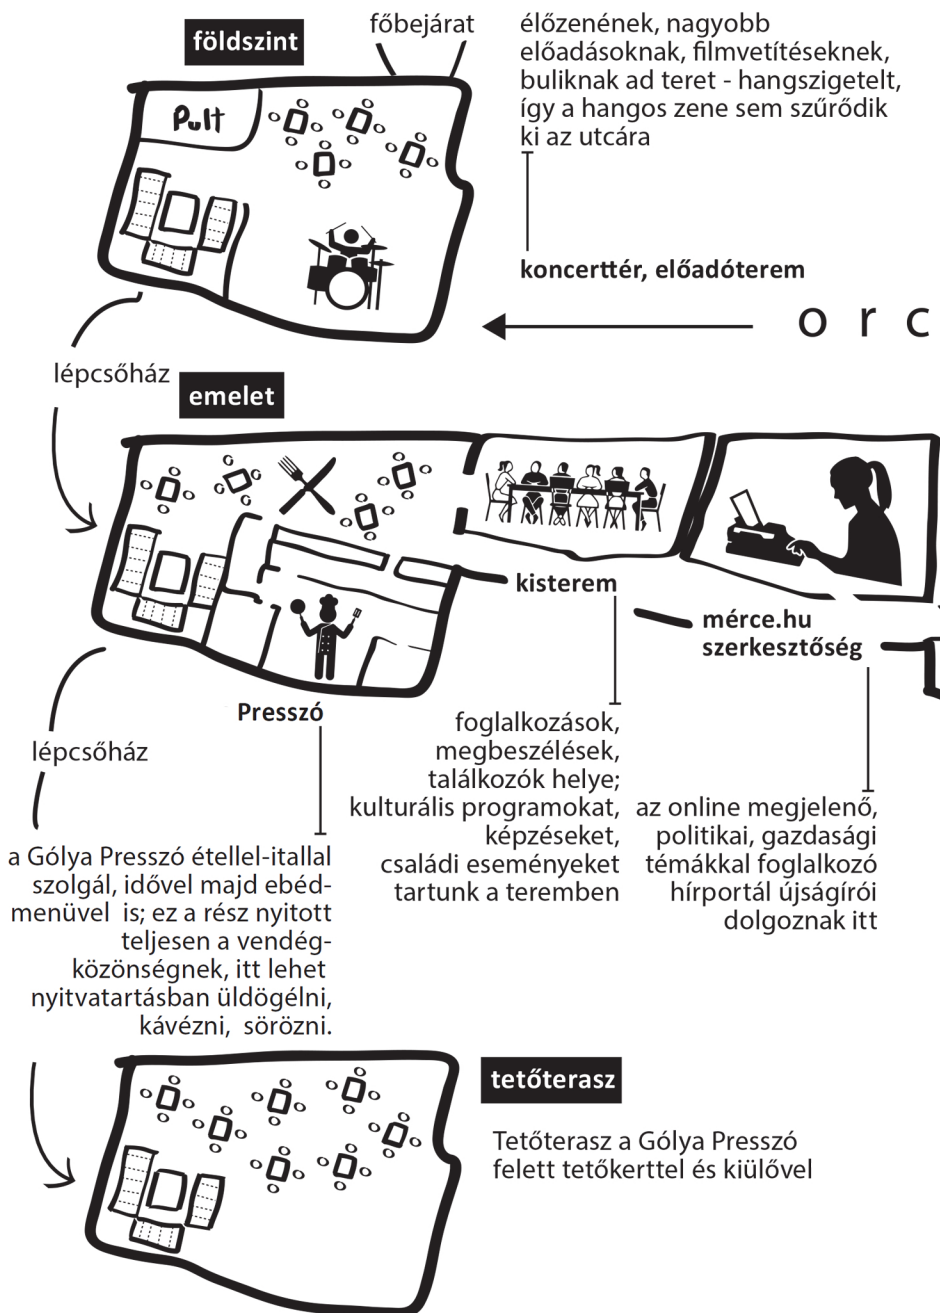 földszint
főbejárat
élőzenének, nagyobb
előadásoknak, filmvetítéseknek,
buliknak ad teret - hangszigetelt,
így a hangos zene sem szűrődik
ki az utcára
Pult
koncerttér, előadóterem
o r c
lépcsőház
emelet
kisterem
mérce.hu
szerkesztőség
Presszó
foglalkozások,
megbeszélések,
találkozók helye;
kulturális programokat,
képzéseket,
családi eseményeket
tartunk a teremben
az online megjelenő,
politikai, gazdasági
témákkal foglalkozó
hírportál újságírói
dolgoznak itt
lépcsőház
a Gólya Presszó étellel-itallal
szolgál, idővel majd ebéd-
menüvel is; ez a rész nyitott
teljesen a vendég-
közönségnek, itt lehet
nyitvatartásban üldögélni,
kávézni, sörözni.
tetőterasz
Tetőterasz a Gólya Presszó
felett tetőkerttel és kiülővel